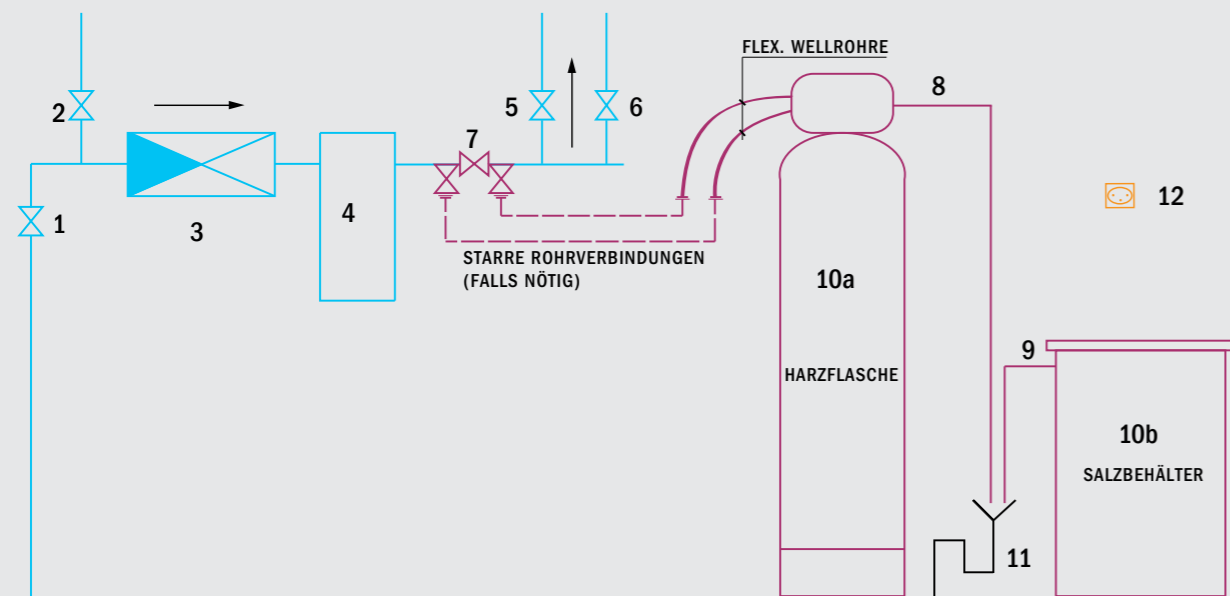 FLEX. WELLROHRE
8
2
5
6
7
12
1
3
4
STARRE ROHRVERBINDUNGEN
(FALLS NÖTIG)
10a
9
HARZFLASCHE
10b
SALZBEHÄLTER
11